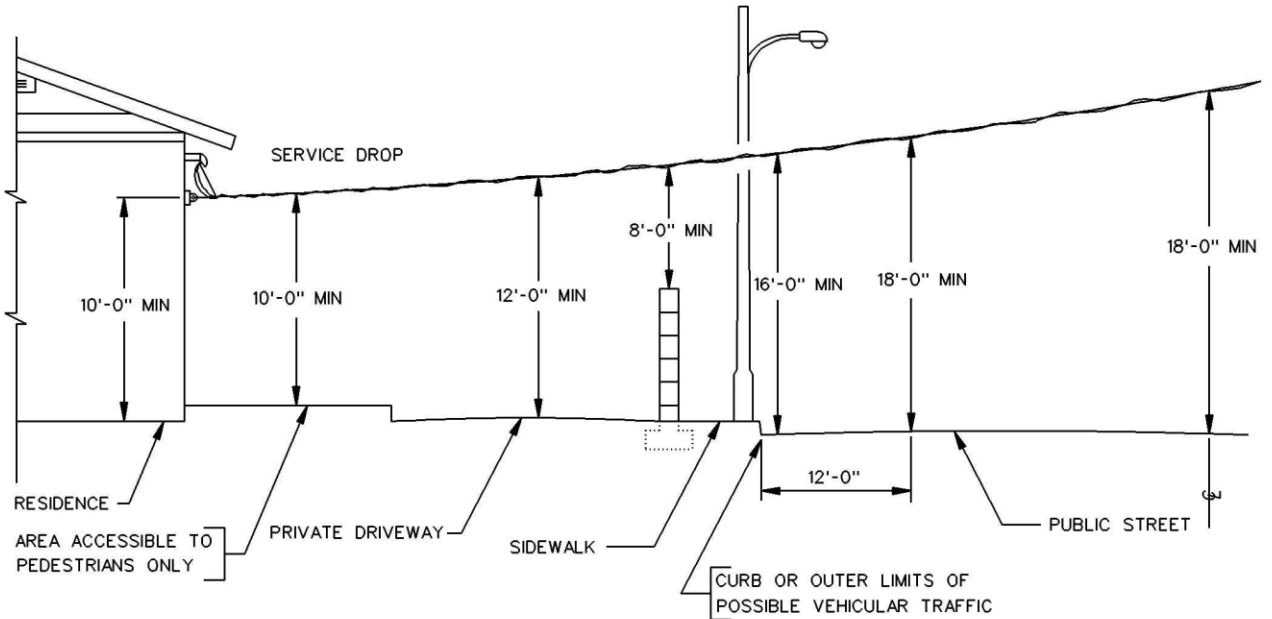 SERVICE DROP
8'-0" MIN
18'-0" MIN
10'-0" MIN
10'-0" MIN
12'-0" MIN
16'-0" MIN
18'-0" MIN
12'-0"
RESIDENCE
AREA ACCESSIBLE TO
PEDESTRIANS ONLY
PRIVATE DRIVEWAY
SIDEWALK
PUBLIC STREET
CURB OR OUTER LIMITS OF
POSSIBLE VEHICULAR TRAFFIC